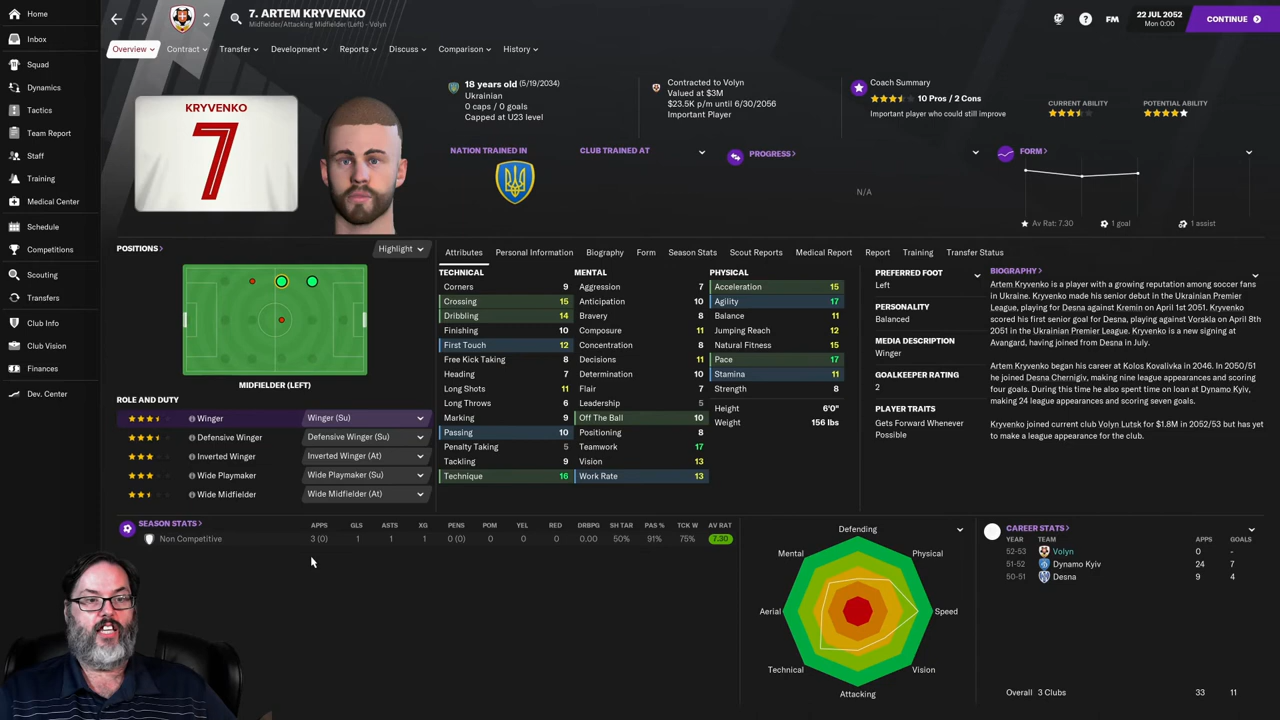 Home
Inbox
Squad
Dynamics
Tactics
Team Report
Staff
Training
Medical Center
Schedule
Competitions
Scouting
Transfers
Club Info
Club Vision
Finances
Dev. Center
7. ARTEM KRYVENKO
Midfielder/Attacking Midfielder (Left) - Volyn
FM
22 JUL 2052
Mon 0:00
CONTINUE
Overview
Contract
Transfer
Development
Reports
Discuss
Comparison
History
KRYVENKO
7
18 years old (5/19/2034)
Ukrainian
0 caps / 0 goals
Capped at U23 level
Contracted to Volyn
Valued at $3M
$23.5K p/m until 6/30/2056
Important Player
Coach Summary
10 Pros / 2 Cons
Important player who could still improve
CURRENT ABILITY
POTENTIAL ABILITY
NATION TRAINED IN
CLUB TRAINED AT
PROGRESS
N/A
FORM
Av Rat: 7.30
1 goal
1 assist
POSITIONS
Highlight
MIDFIELDER (LEFT)
ROLE AND DUTY
Winger Winger (Su)
Defensive Winger Defensive Winger (Su)
Inverted Winger Inverted Winger (At)
Wide Playmaker Wide Playmaker (Su)
Wide Midfielder Wide Midfielder (At)
Attributes
Personal Information
Biography
Form
Season Stats
Scout Reports
Medical Report
Report
Training
Transfer Status
TECHNICAL
Corners 9
Crossing 15
Dribbling 14
Finishing 10
First Touch 12
Free Kick Taking 8
Heading 7
Long Shots 11
Long Throws 6
Marking 9
Passing 10
Penalty Taking 5
Tackling 9
Technique 16
MENTAL
Aggression 7
Anticipation 10
Bravery 8
Composure 11
Concentration 8
Decisions 11
Determination 10
Flair 7
Leadership 5
Off The Ball 10
Positioning 8
Teamwork 17
Vision 13
Work Rate 13
PHYSICAL
Acceleration 15
Agility 17
Balance 11
Jumping Reach 12
Natural Fitness 15
Pace 17
Stamina 11
Strength 8
Height 6'0"
Weight 156 lbs
PREFERRED FOOT
Left
PERSONALITY
Balanced
MEDIA DESCRIPTION
Winger
GOALKEEPER RATING
2
PLAYER TRAITS
Gets Forward Whenever
Possible
BIOGRAPHY
Artem Kryvenko is a player with a growing reputation among soccer fans
in Ukraine. Kryvenko made his senior debut in the Ukrainian Premier
League, playing for Desna against Kremin on April 1st 2051. Kryvenko
scored his first senior goal for Desna, playing against Vorskla on April 8th
2051 in the Ukrainian Premier League. Kryvenko is a new signing at
Avangard, having joined from Desna in July.
Artem Kryvenko began his career at Kolos Kovalivka in 2046. In 2050/51
he joined Desna Chernigiv, making nine league appearances and scoring
four goals. During this time he also spent time on loan at Dynamo Kyiv,
making 24 league appearances and scoring seven goals.
Kryvenko joined current club Volyn Lutsk for $1.8M in 2052/53 but has yet
to make a league appearance for the club.
SEASON STATS
APPS GLS ASTS XG PENS POM YEL RED DRBPG SH TAR PAS % TCK W AV RAT
Non Competitive 3 (0) 1 1 1 0 (0) 0 0 0 0.00 50% 91% 75% 7.30
Defending
Physical
Speed
Vision
Attacking
Technical
Aerial
Mental
CAREER STATS
YEAR TEAM APPS GOALS
52-53 Volyn 0 -
51-52 Dynamo Kyiv 24 7
50-51 Desna 9 4
Overall 3 Clubs 33 11